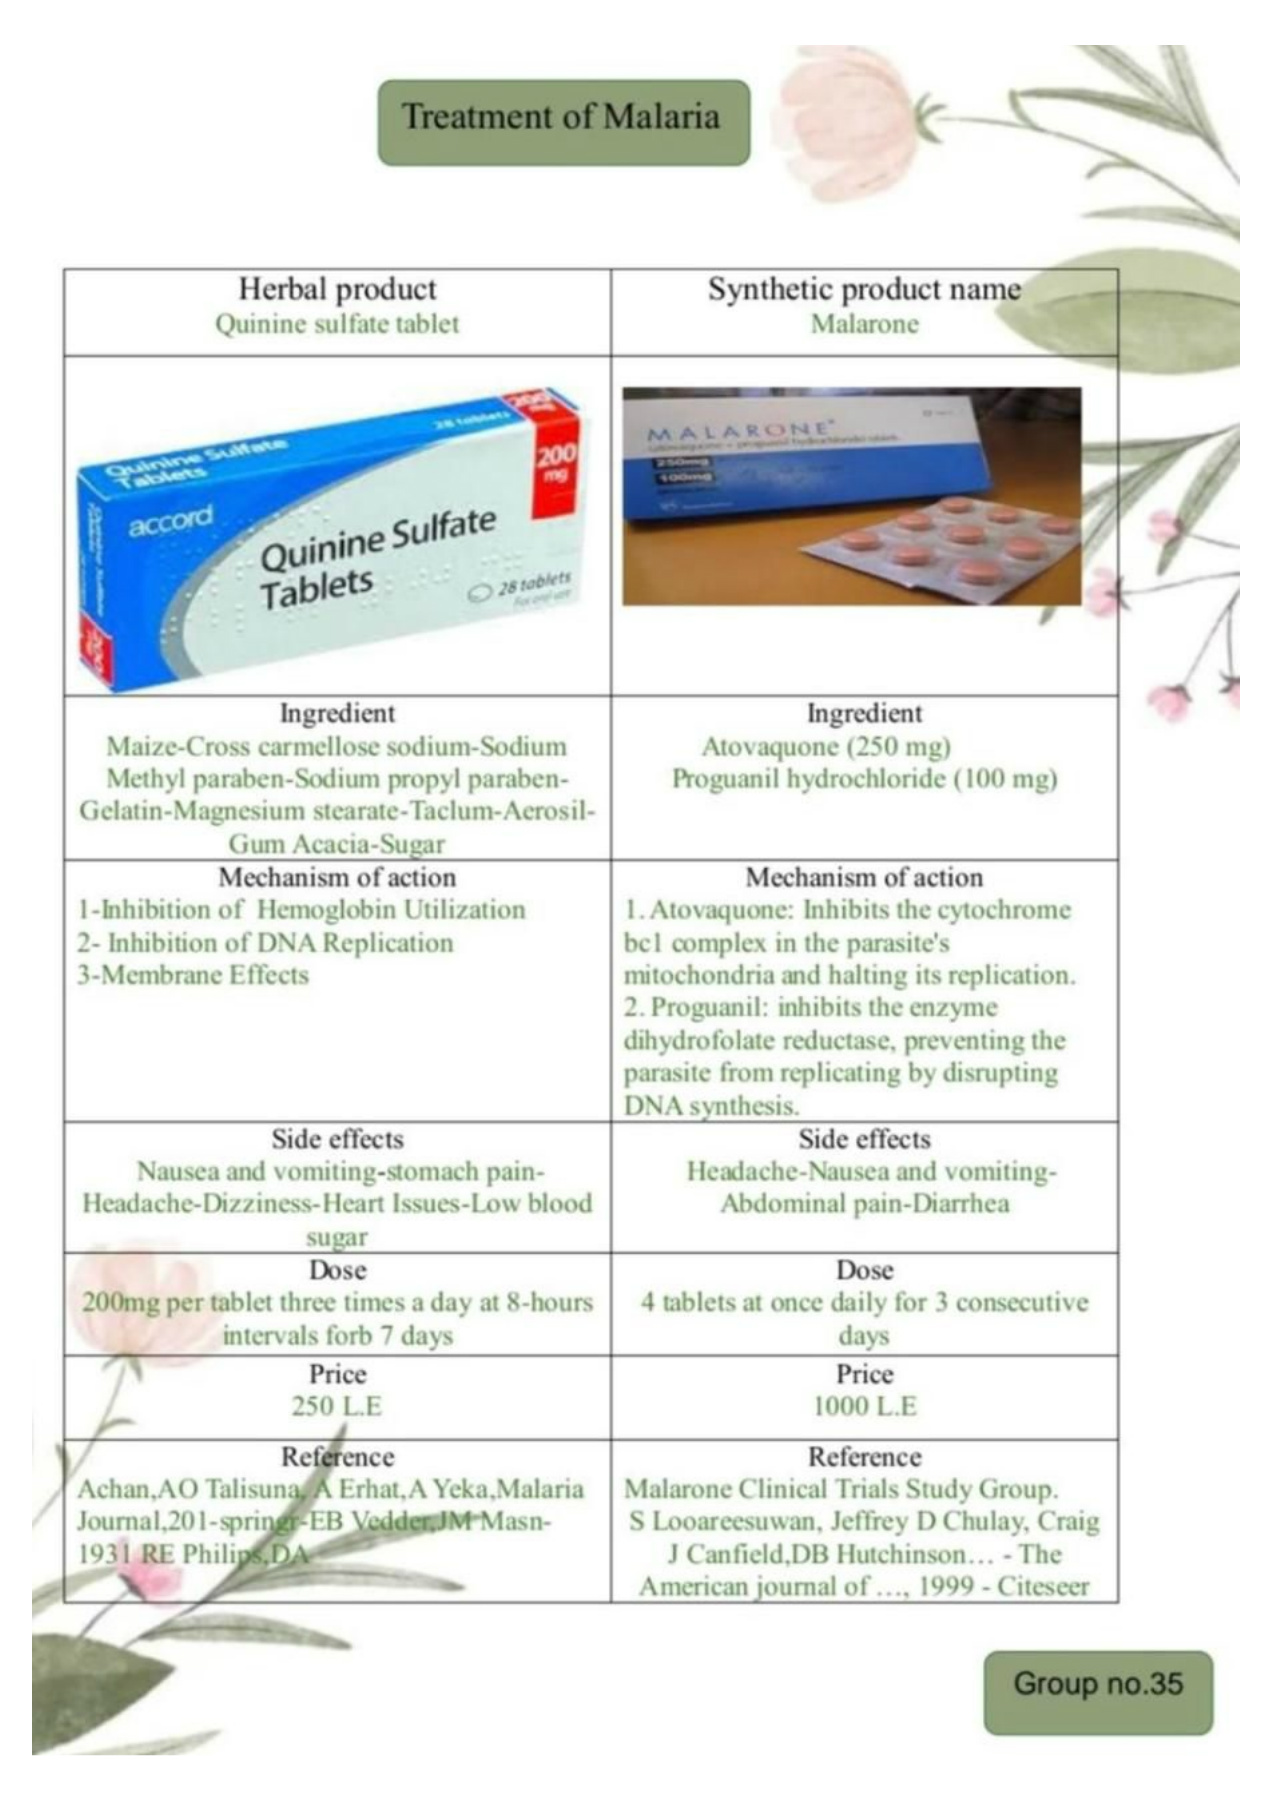 Treatment of Malaria
Herbal product
Quinine sulfate tablet
Synthetic product name
Malarone
200
mg
28 tablets
Quinine Sulfate
Tablets
200
mg
accord
Quinine Sulfate
Tablets
28 tablets
For oral use
200
MALARONE
250mg
100mg
Ingredient
Maize-Cross carmellose sodium-Sodium
Methyl paraben-Sodium propyl paraben-
Gelatin-Magnesium stearate-Taclum-Aerosil-
Gum Acacia-Sugar
Ingredient
Atovaquone (250 mg)
Proguanil hydrochloride (100 mg)
Mechanism of action
1-Inhibition of Hemoglobin Utilization
2- Inhibition of DNA Replication
3-Membrane Effects
Mechanism of action
1. Atovaquone: Inhibits the cytochrome
bc1 complex in the parasite's
mitochondria and halting its replication.
2. Proguanil: inhibits the enzyme
dihydrofolate reductase, preventing the
parasite from replicating by disrupting
DNA synthesis.
Side effects
Nausea and vomiting-stomach pain-
Headache-Dizziness-Heart Issues-Low blood
sugar
Side effects
Headache-Nausea and vomiting-
Abdominal pain-Diarrhea
Dose
200mg per tablet three times a day at 8-hours
intervals forb 7 days
Dose
4 tablets at once daily for 3 consecutive
days
Price
250 L.E
Price
1000 L.E
Reference
Achan,AO Talisuna, A Erhat,A Yeka,Malaria
Journal,201-springr-EB Vedder,JM Masn-
1931 RE Philips,DA
Reference
Malarone Clinical Trials Study Group.
S Looareesuwan, Jeffrey D Chulay, Craig
J Canfield,DB Hutchinson... - The
American journal of ..., 1999 - Citeseer
Group no.35